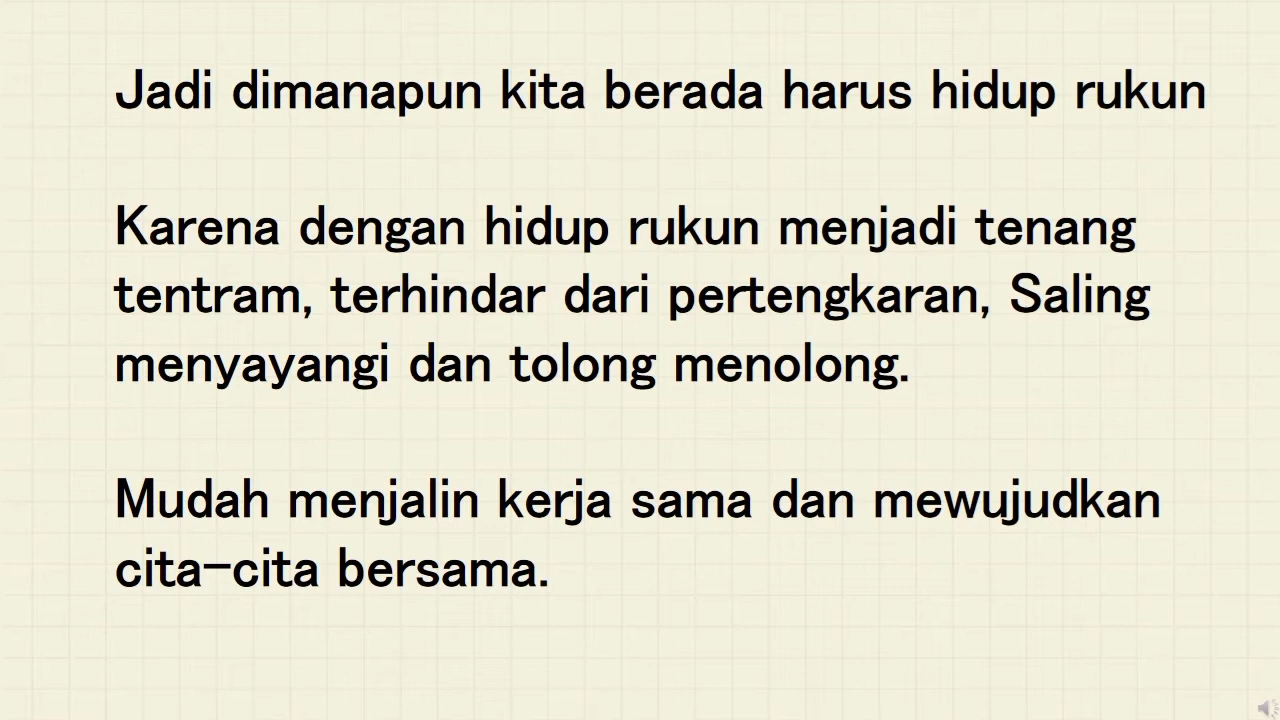 Jadi dimanapun kita berada harus hidup rukun
Karena dengan hidup rukun menjadi tenang
tentram, terhindar dari pertengkaran, Saling
menyayangi dan tolong menolong.
Mudah menjalin kerja sama dan mewujudkan
cita-cita bersama.